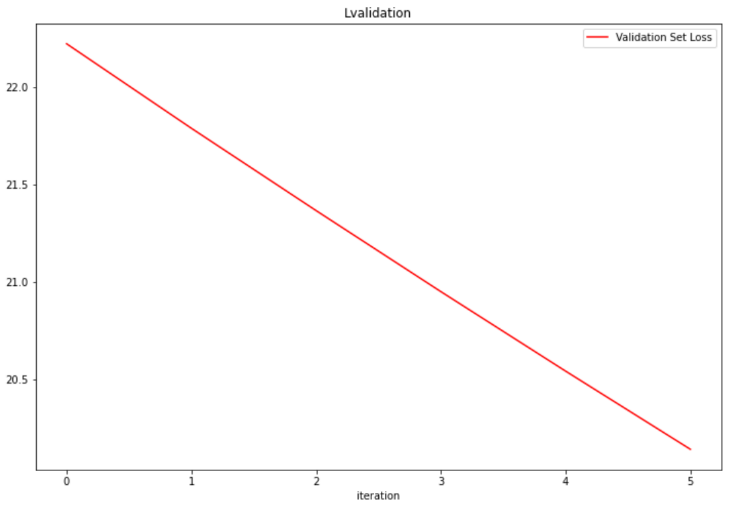 Lvalidation
Validation Set Loss
22.0
21.5
21.0
20.5
0 1 2 3 4 5
iteration